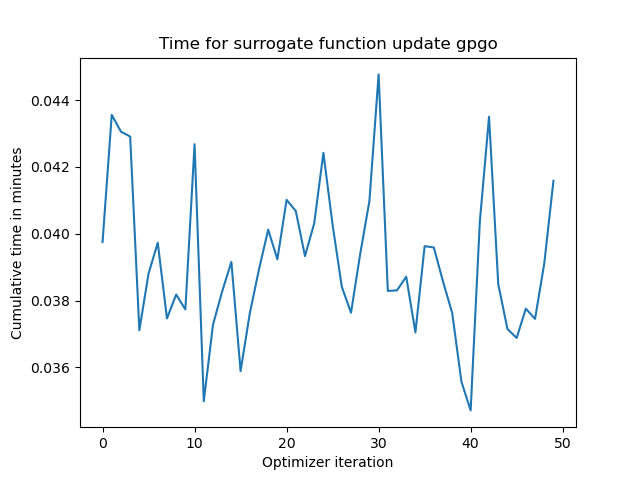 Time for surrogate function update gpgo
Cumulative time in minutes
0.044
0.042
0.040
0.038
0.036
0 10 20 30 40 50
Optimizer iteration